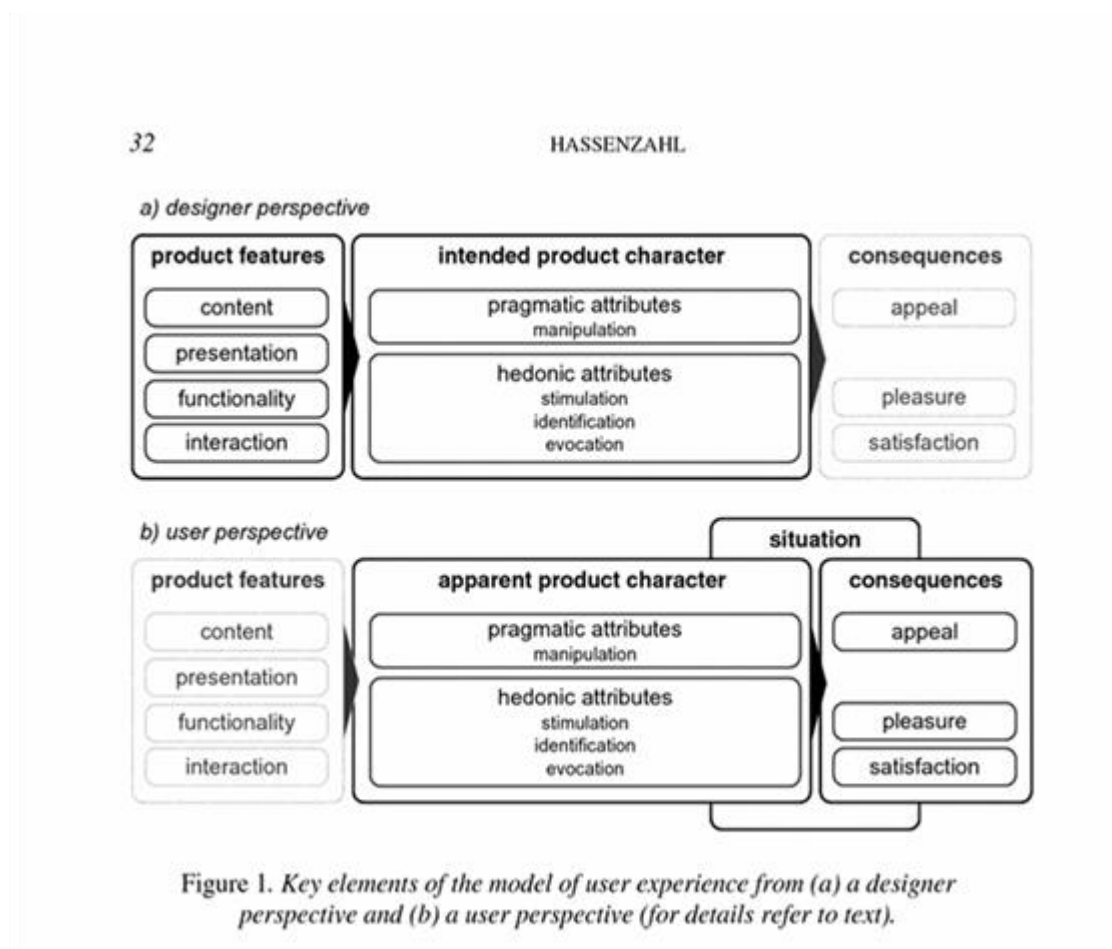 32 HASSENZAHL
a) designer perspective
product features
content
presentation
functionality
interaction
intended product character
pragmatic attributes
manipulation
hedonic attributes
stimulation
identification
evocation
consequences
appeal
pleasure
satisfaction
b) user perspective
situation
product features
content
presentation
functionality
interaction
apparent product character
pragmatic attributes
manipulation
hedonic attributes
stimulation
identification
evocation
consequences
appeal
pleasure
satisfaction
Figure 1. Key elements of the model of user experience from (a) a designer
perspective and (b) a user perspective (for details refer to text).